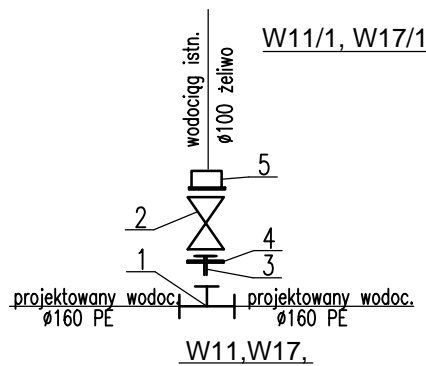 W11/1, W17/1
wodociąg istn.
ø100 żeliwo
5
2
4
3
1
projektowany wodoc.
ø160 PE
projektowany wodoc.
ø160 PE
W11,W17,